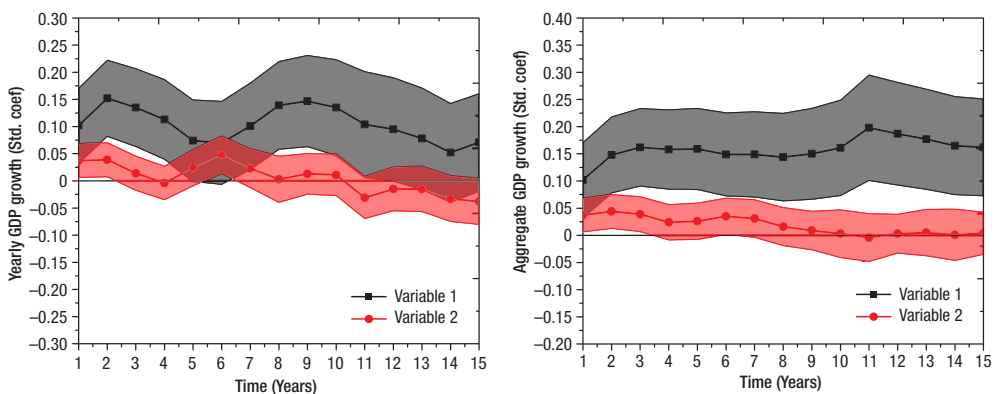 Yearly GDP growth (Std. coef)
0.30
0.25
0.20
0.15
0.10
0.05
0
–0.05
–0.10
–0.15
–0.20
–0.25
–0.30
Variable 1
Variable 2
1 2 3 4 5 6 7 8 9 10 11 12 13 14 15
Time (Years)
Aggregate GDP growth (Std. coef)
0.40
0.35
0.30
0.25
0.20
0.15
0.10
0.05
0
–0.05
–0.10
–0.15
–0.20
Variable 1
Variable 2
1 2 3 4 5 6 7 8 9 10 11 12 13 14 15
Time (Years)